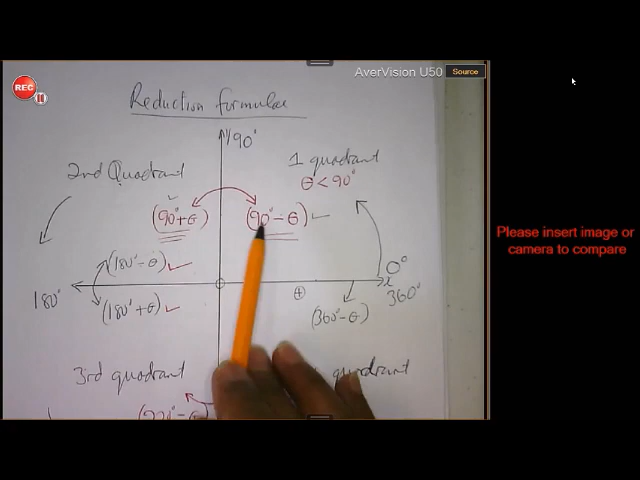 AverVision U50
Source
REC
Reduction formulae
90°
2nd Quadrant
1 quadrant
θ < 90°
(90°+θ)
(90°−θ)
(180°−θ)
0°
180°
360°
(180°+θ)
(360°−θ)
3rd quadrant
quadrant
Please insert image or
camera to compare